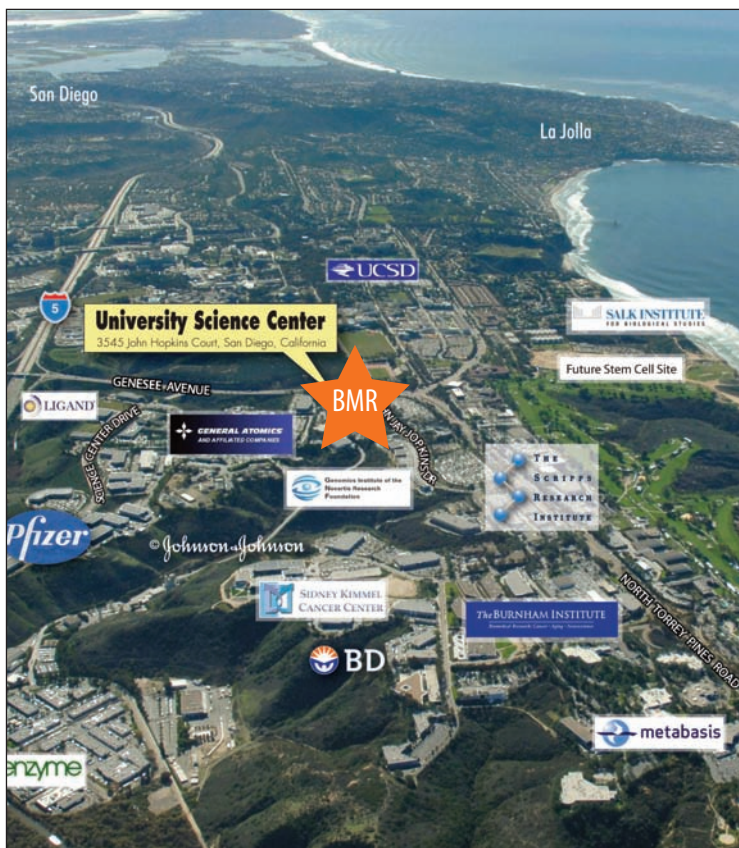 San Diego
La Jolla
UCSD
5
University Science Center
3545 John Hopkins Court, San Diego, California
SALK INSTITUTE
FOR BIOLOGICAL STUDIES
Future Stem Cell Site
GENESEE AVENUE
BMR
LIGAND
SCIENCE CENTER DRIVE
GENERAL ATOMICS
AND AFFILIATED COMPANIES
THE
SCRIPPS
RESEARCH
INSTITUTE
Genomics Institute of the
Novartis Research
Foundation
Pfizer
© Johnson & Johnson
SIDNEY KIMMEL
CANCER CENTER
The BURNHAM INSTITUTE
NORTH TORREY PINES ROAD
BD
metabasis
enzyme